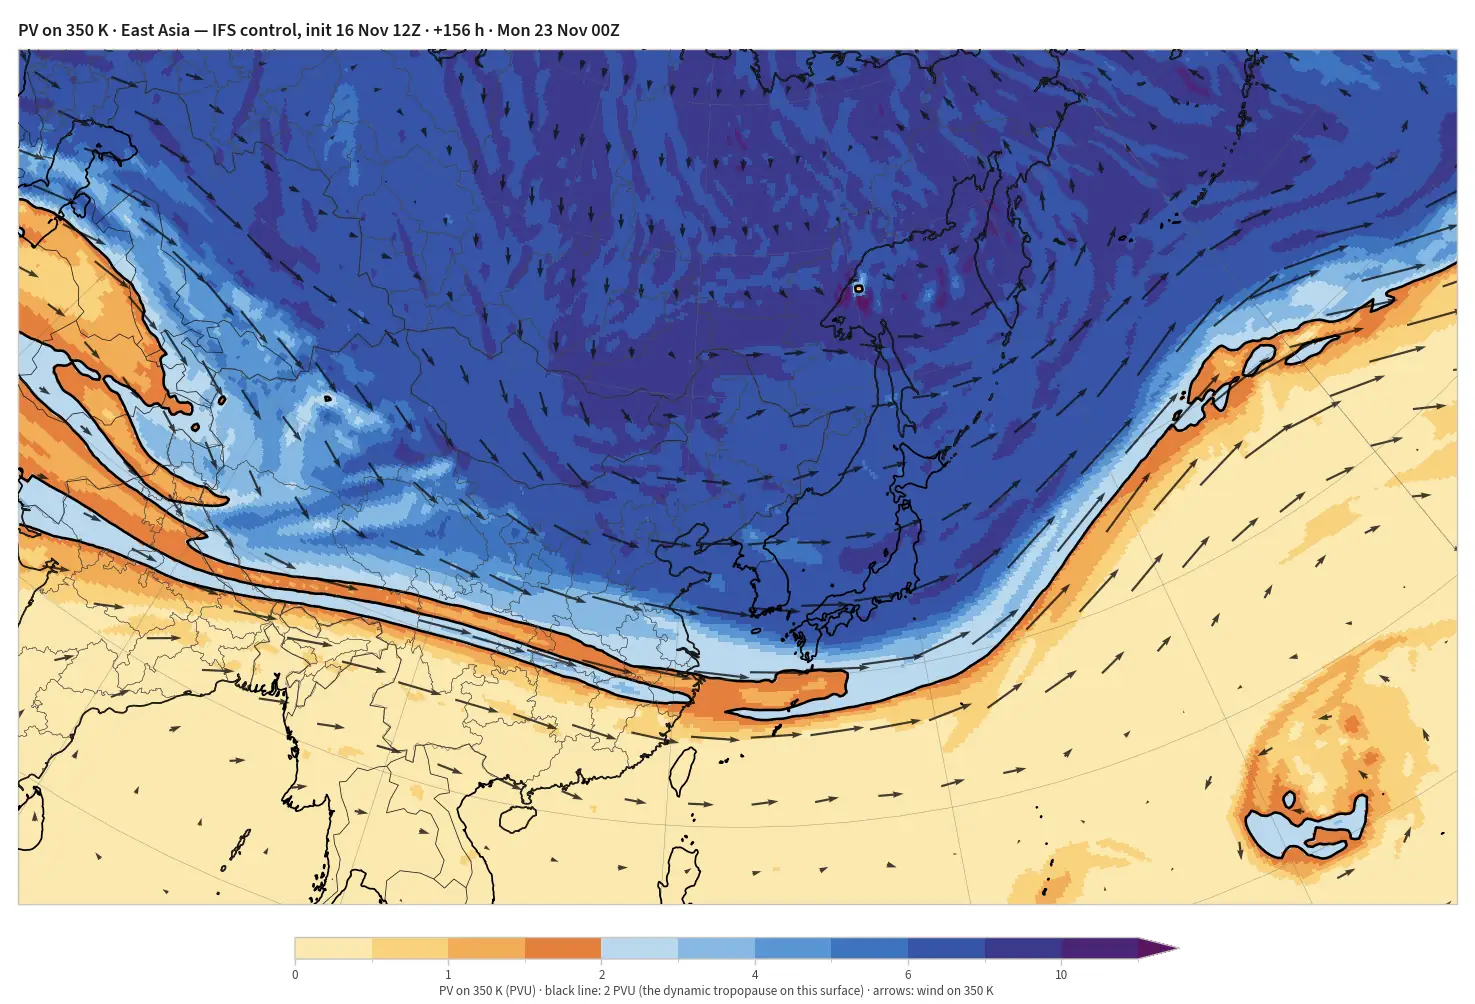 PV on 350 K · East Asia — IFS control, init 16 Nov 12Z · +156 h · Mon 23 Nov 00Z
0 1 2 4 6 10
PV on 350 K (PVU) · black line: 2 PVU (the dynamic tropopause on this surface) · arrows: wind on 350 K